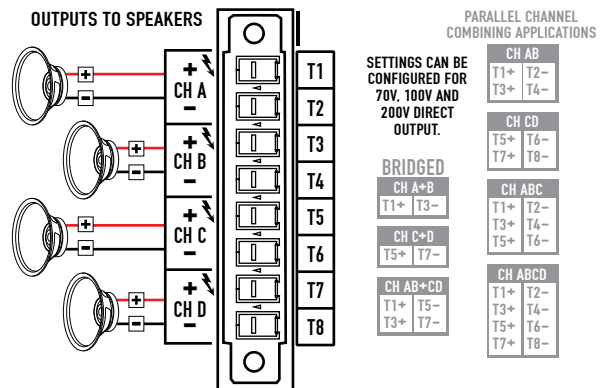 OUTPUTS TO SPEAKERS
+
−
+
CH A
−
+
−
+
CH B
−
+
−
+
CH C
−
+
−
+
CH D
−
T1
T2
T3
T4
T5
T6
T7
T8
SETTINGS CAN BE
CONFIGURED FOR
70V, 100V AND
200V DIRECT
OUTPUT.
BRIDGED
CH A+B
T1+ T3−
CH C+D
T5+ T7−
CH AB+CD
T1+ T5−
T3+ T7−
PARALLEL CHANNEL
COMBINING APPLICATIONS
CH AB
T1+ T2−
T3+ T4−
CH CD
T5+ T6−
T7+ T8−
CH ABC
T1+ T2−
T3+ T4−
T5+ T6−
CH ABCD
T1+ T2−
T3+ T4−
T5+ T6−
T7+ T8−